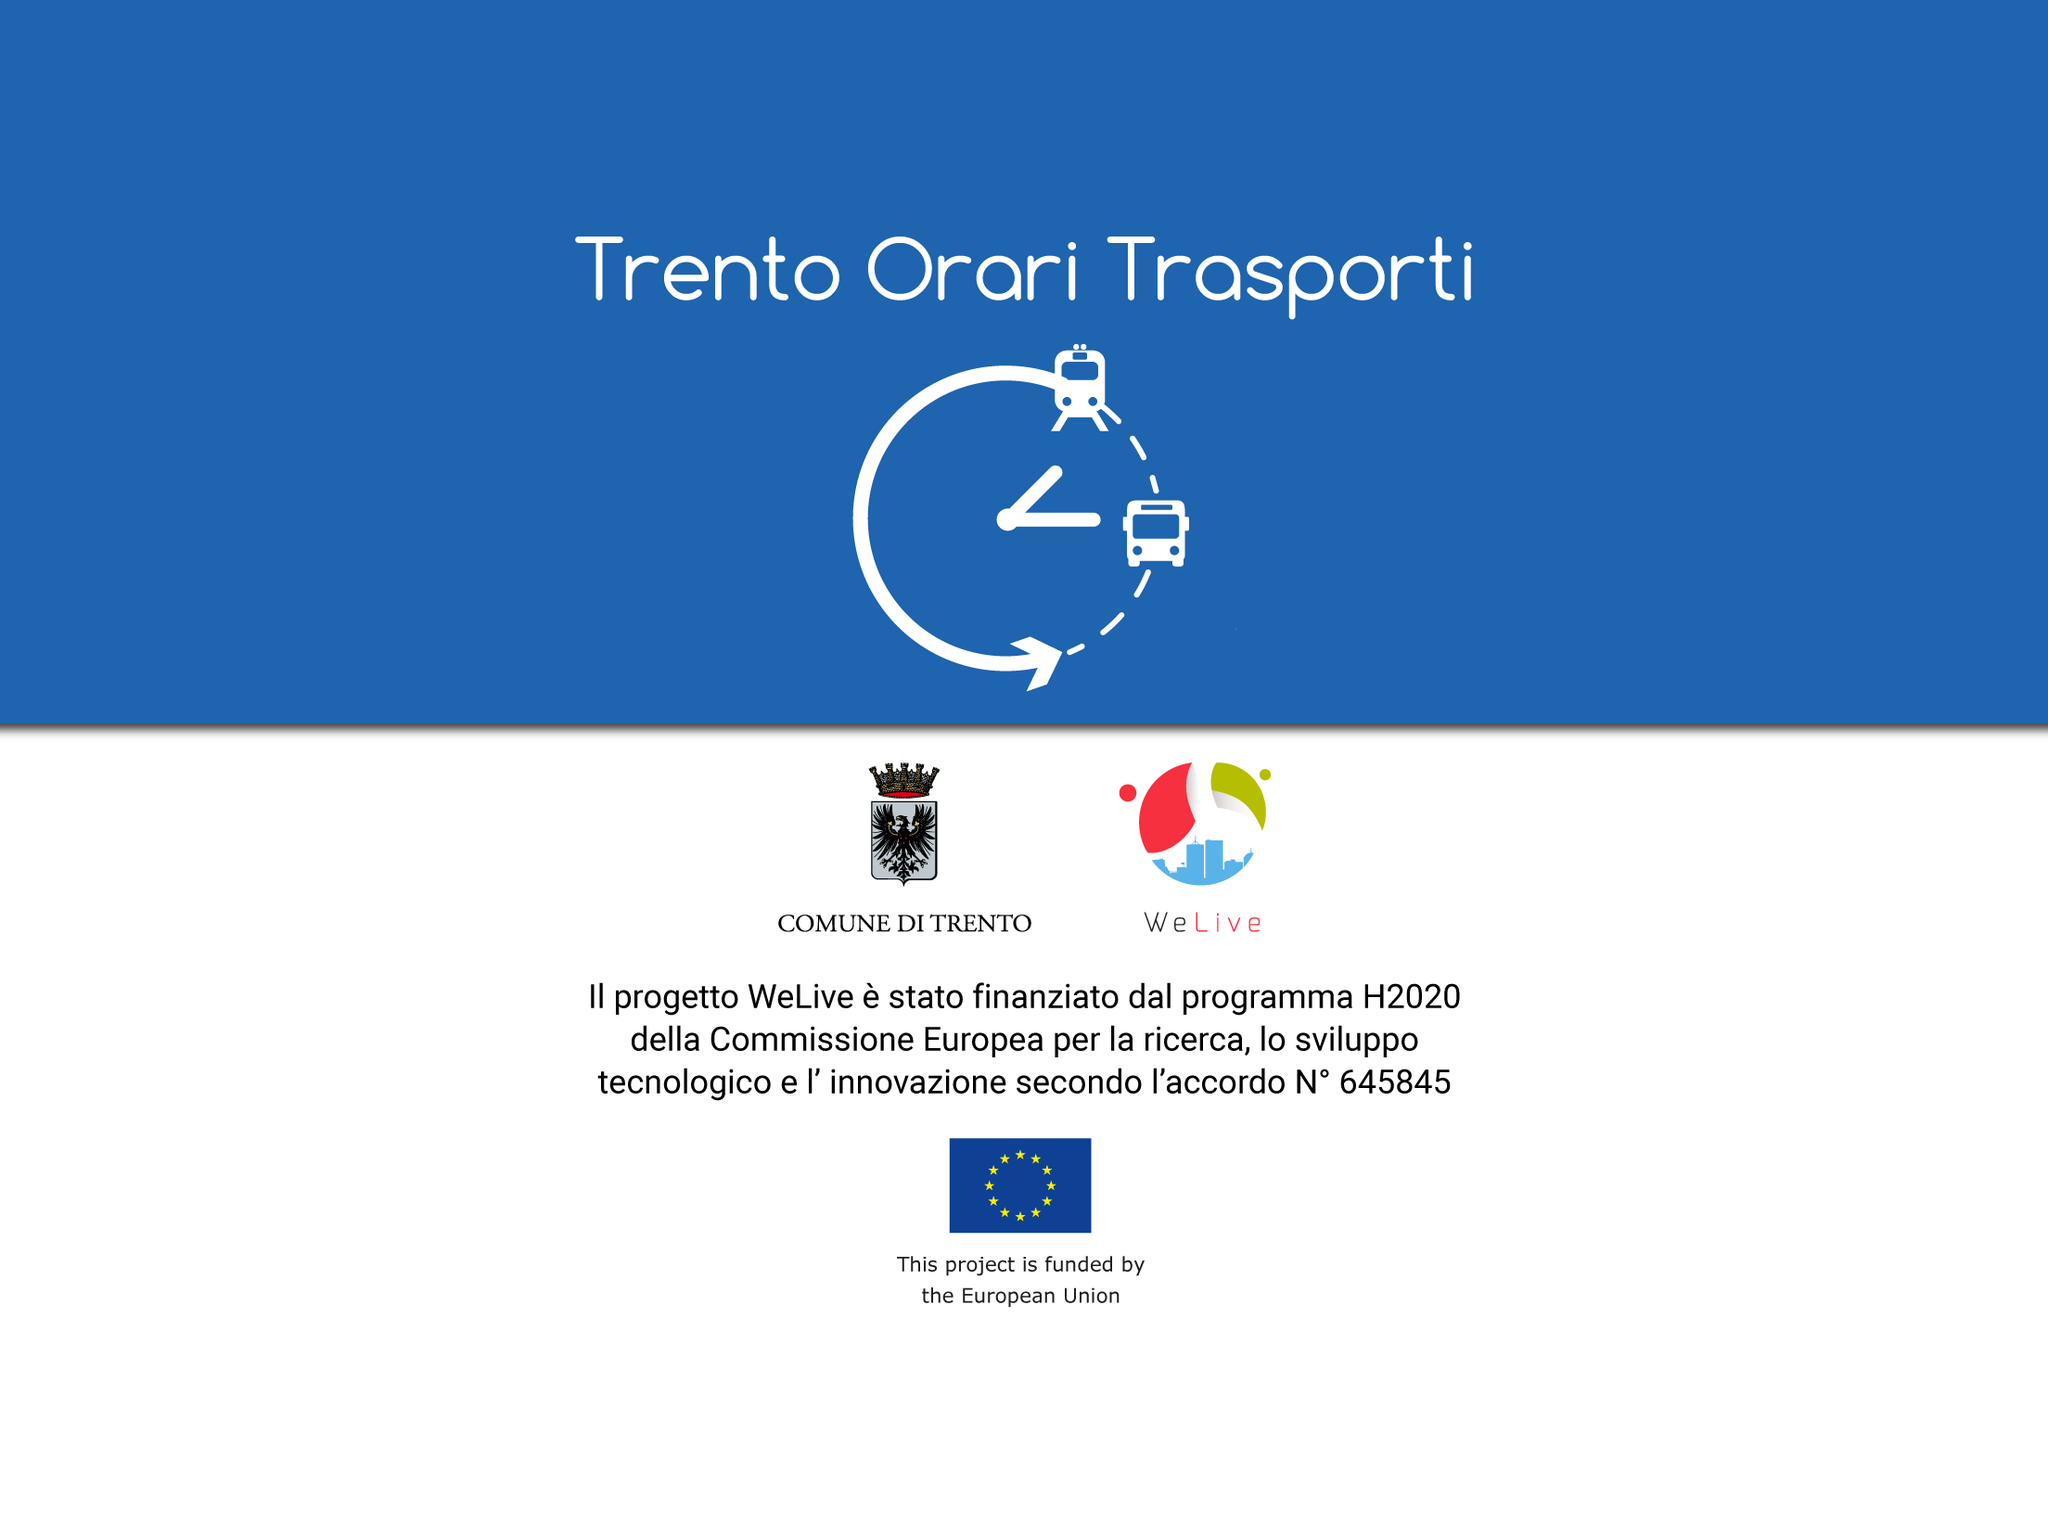 Trento Orari Trasporti
COMUNE DI TRENTO
WeLive
Il progetto WeLive è stato finanziato dal programma H2020
della Commissione Europea per la ricerca, lo sviluppo
tecnologico e l’ innovazione secondo l’accordo N° 645845
This project is funded by
the European Union